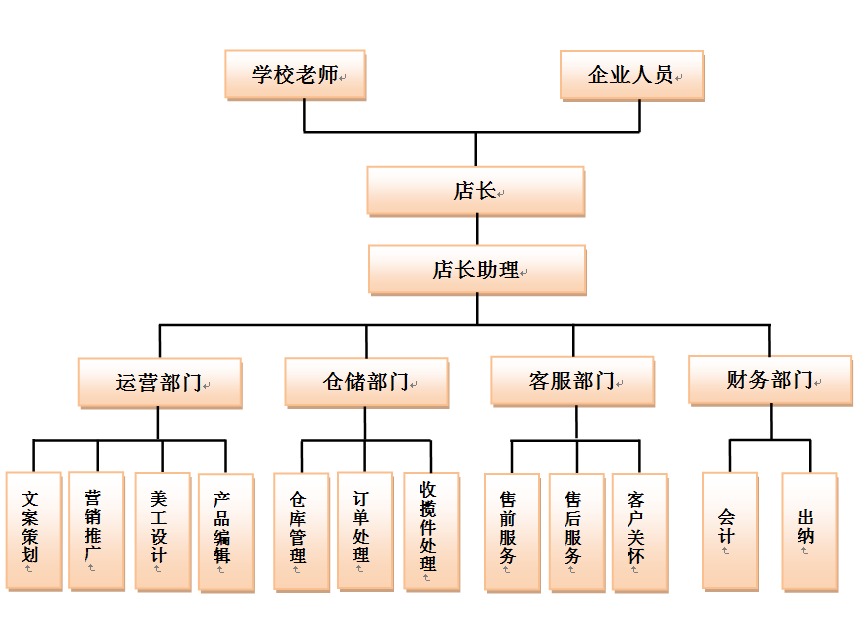 学校老师
企业人员
店长
店长助理
运营部门
仓储部门
客服部门
财务部门
文案策划
营销推广
美工设计
产品编辑
仓库管理
订单处理
收揽件处理
售前服务
售后服务
客户关怀
会计
出纳